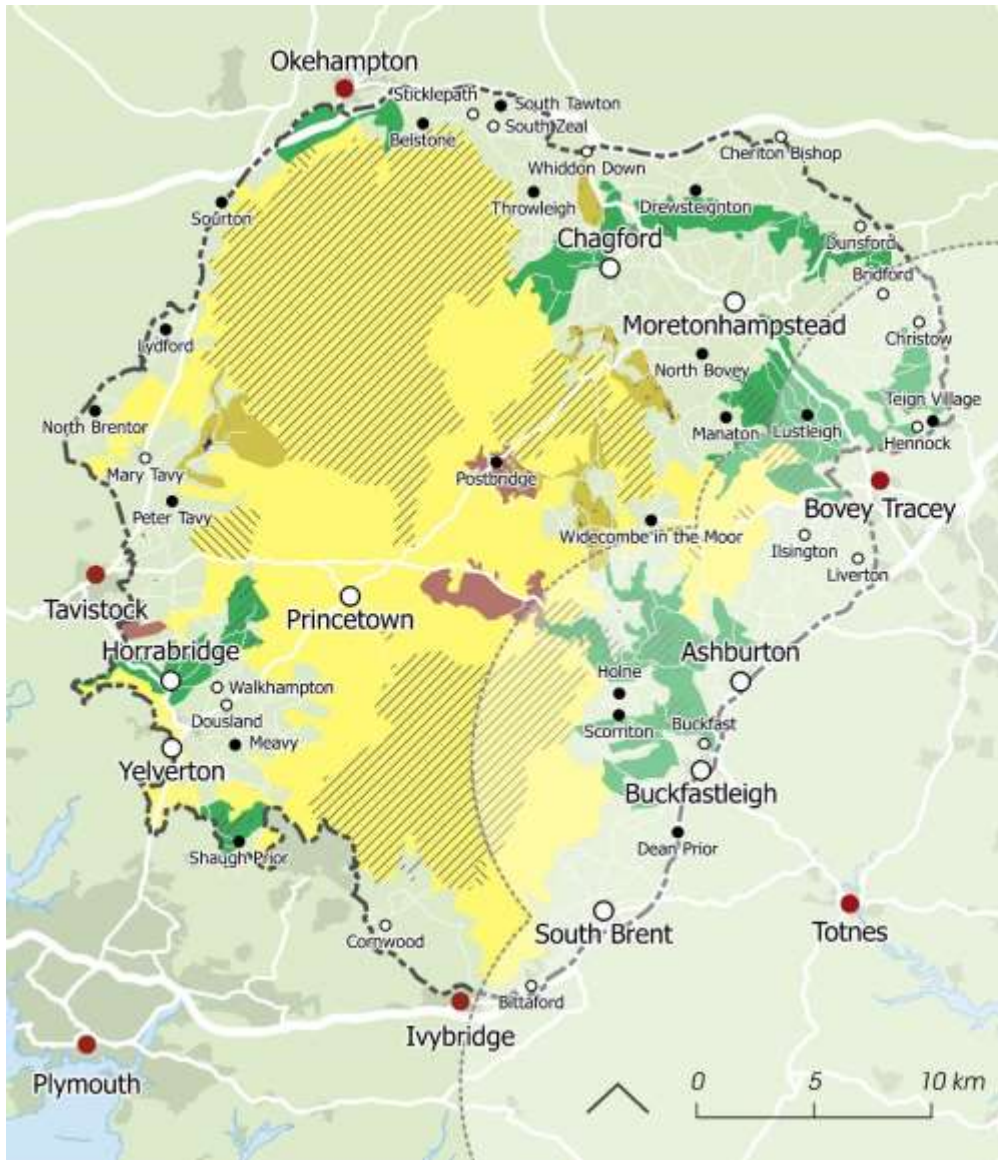 Okehampton
Sticklepath
South Tawton
Belstone
South Zeal
Cheriton Bishop
Whiddon Down
Throwleigh
Drewsteignton
Sourton
Dunsford
Chagford
Bridford
Moretonhampstead
Christow
Lydford
North Bovey
Teign Village
North Brentor
Manaton
Lustleigh
Hennock
Mary Tavy
Postbridge
Bovey Tracey
Peter Tavy
Widecombe in the Moor
Ilsington
Liverton
Tavistock
Princetown
Horrabridge
Ashburton
Holne
Walkhampton
Dousland
Scorriton
Buckfast
Meavy
Yelverton
Buckfastleigh
Shaugh Prior
Dean Prior
South Brent
Totnes
Cornwood
Bittaford
Ivybridge
Plymouth
0 5 10 km